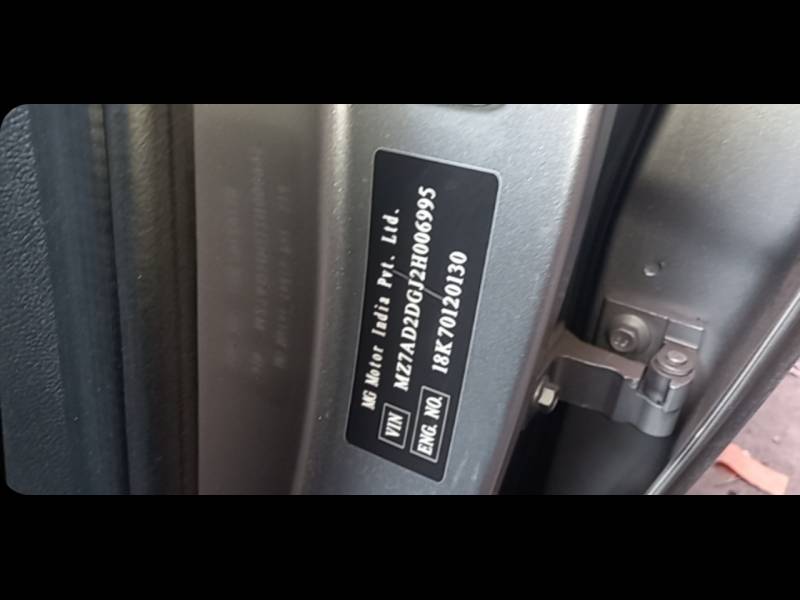 MG Motor India Pvt. Ltd.
VIN MZ7AD2DGJ2H006995
ENG. NO. 18K70120130